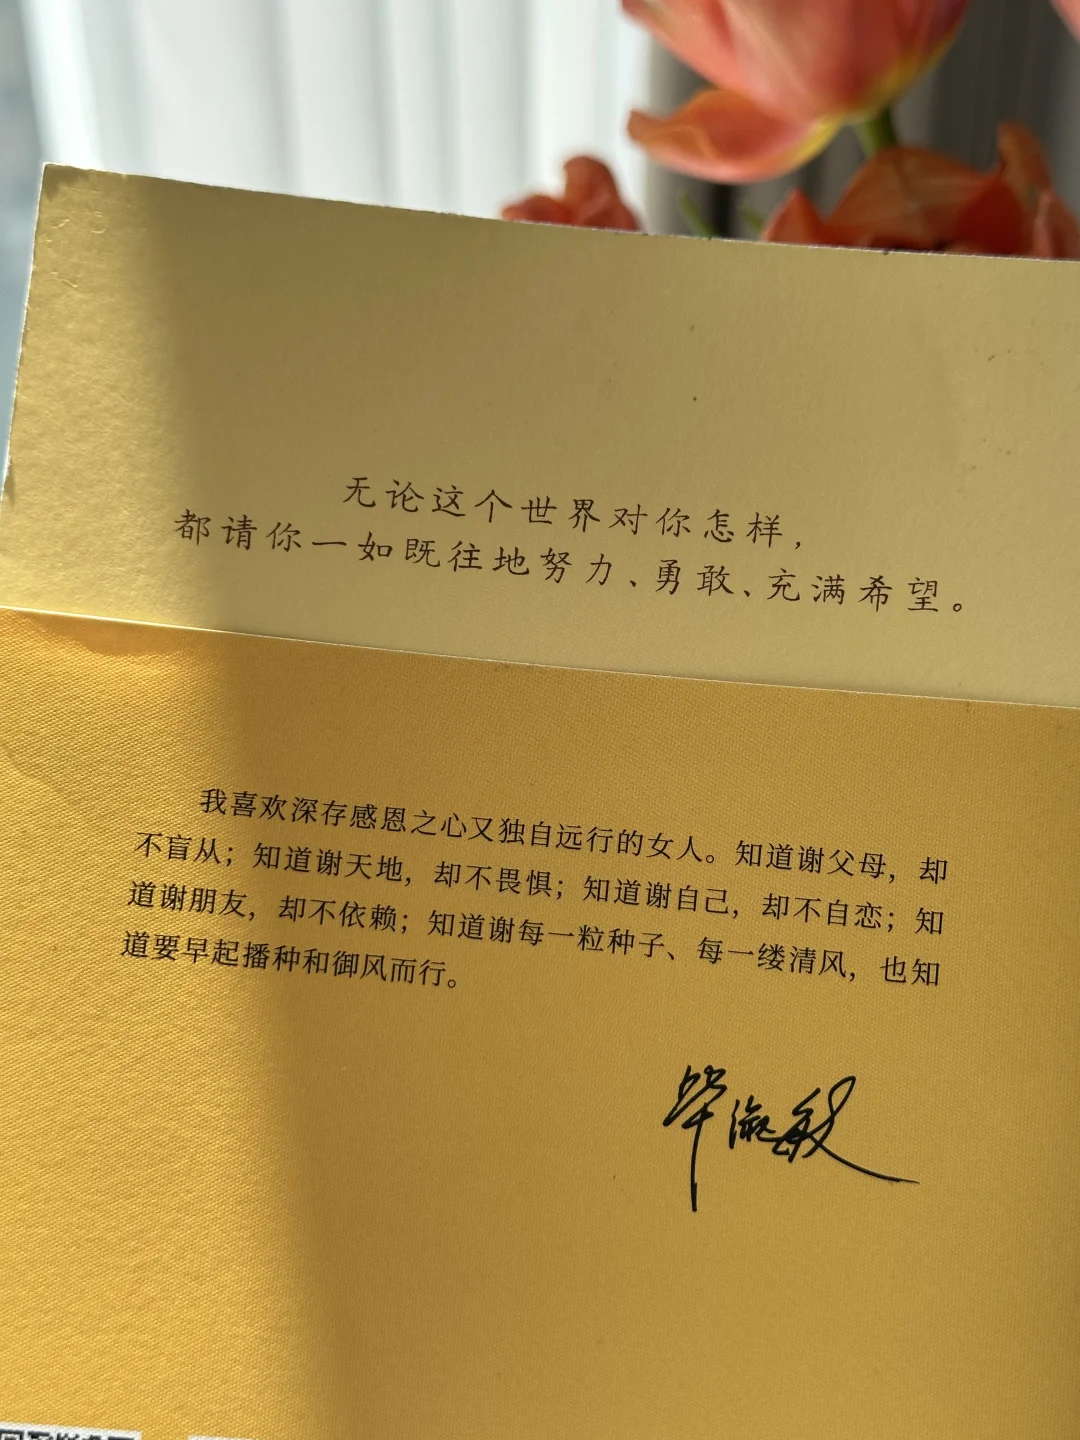 无论这个世界对你怎样，
都请你一如既往地努力、勇敢、充满希望。
我喜欢深存感恩之心又独自远行的女人。知道谢父母，却
不盲从；知道谢天地，却不畏惧；知道谢自己，却不自恋；知
道谢朋友，却不依赖；知道谢每一粒种子、每一缕清风，也知
道要早起播种和御风而行。
毕淑敏